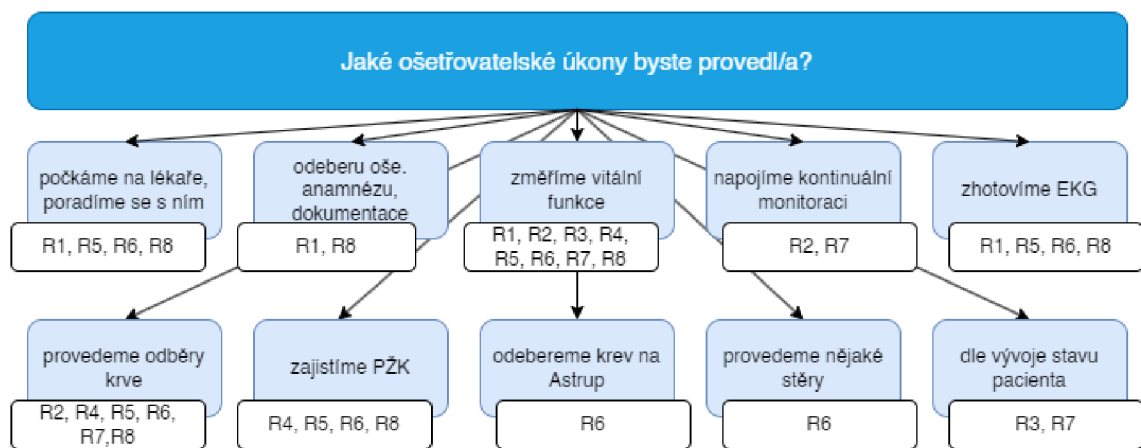 Jaké ošetřovatelské úkony byste provedl/a?
počkáme na lékaře,
poradíme se s ním
R1, R5, R6, R8
odeberu oše.
anamnézu,
dokumentace
R1, R8
změříme vitální
funkce
R1, R2, R3, R4,
R5, R6, R7, R8
napojíme kontinuální
monitoraci
R2, R7
zhotovíme EKG
R1, R5, R6, R8
provedeme odběry
krve
R2, R4, R5, R6,
R7,R8
zajistíme PŽK
R4, R5, R6, R8
odebereme krev na
Astrup
R6
provedeme nějaké
stěry
R6
dle vývoje stavu
pacienta
R3, R7